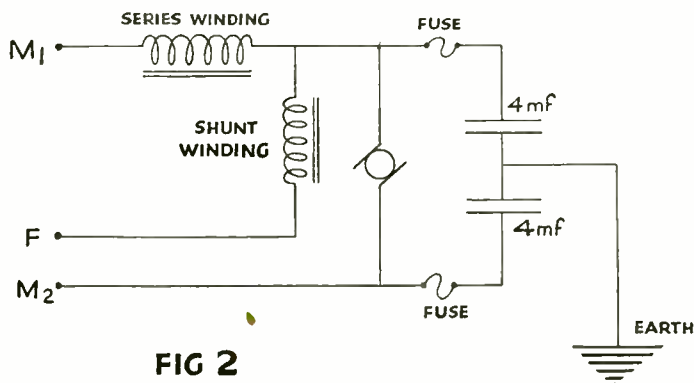 SERIES WINDING
FUSE
M1
4mf
SHUNT
WINDING
F
4mf
M2
FUSE
EARTH
FIG 2